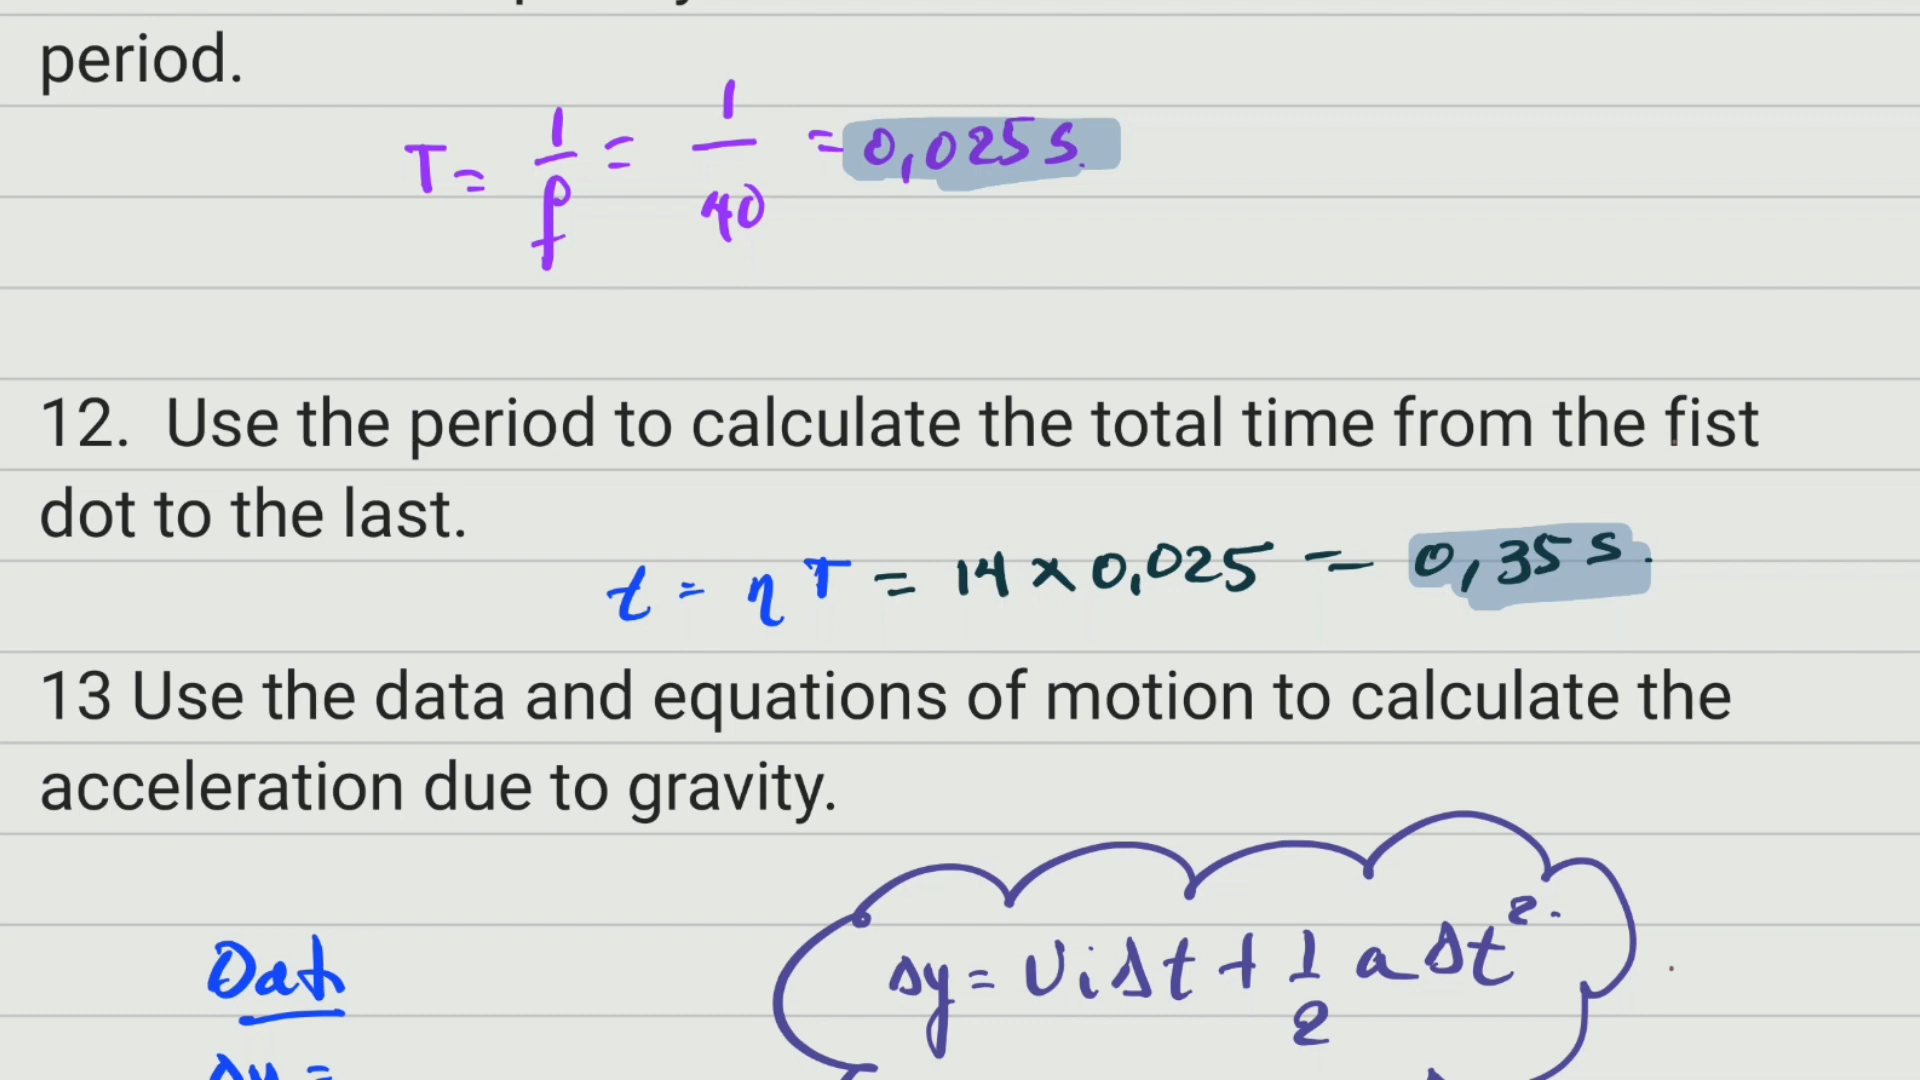 period.
T = 1/f = 1/40 = 0,025 s.
12. Use the period to calculate the total time from the fist
dot to the last.
t = η T = 14 × 0,025 = 0,35 s.
13 Use the data and equations of motion to calculate the
acceleration due to gravity.
Δy = ViΔt + 1/2 aΔt².
Δy =